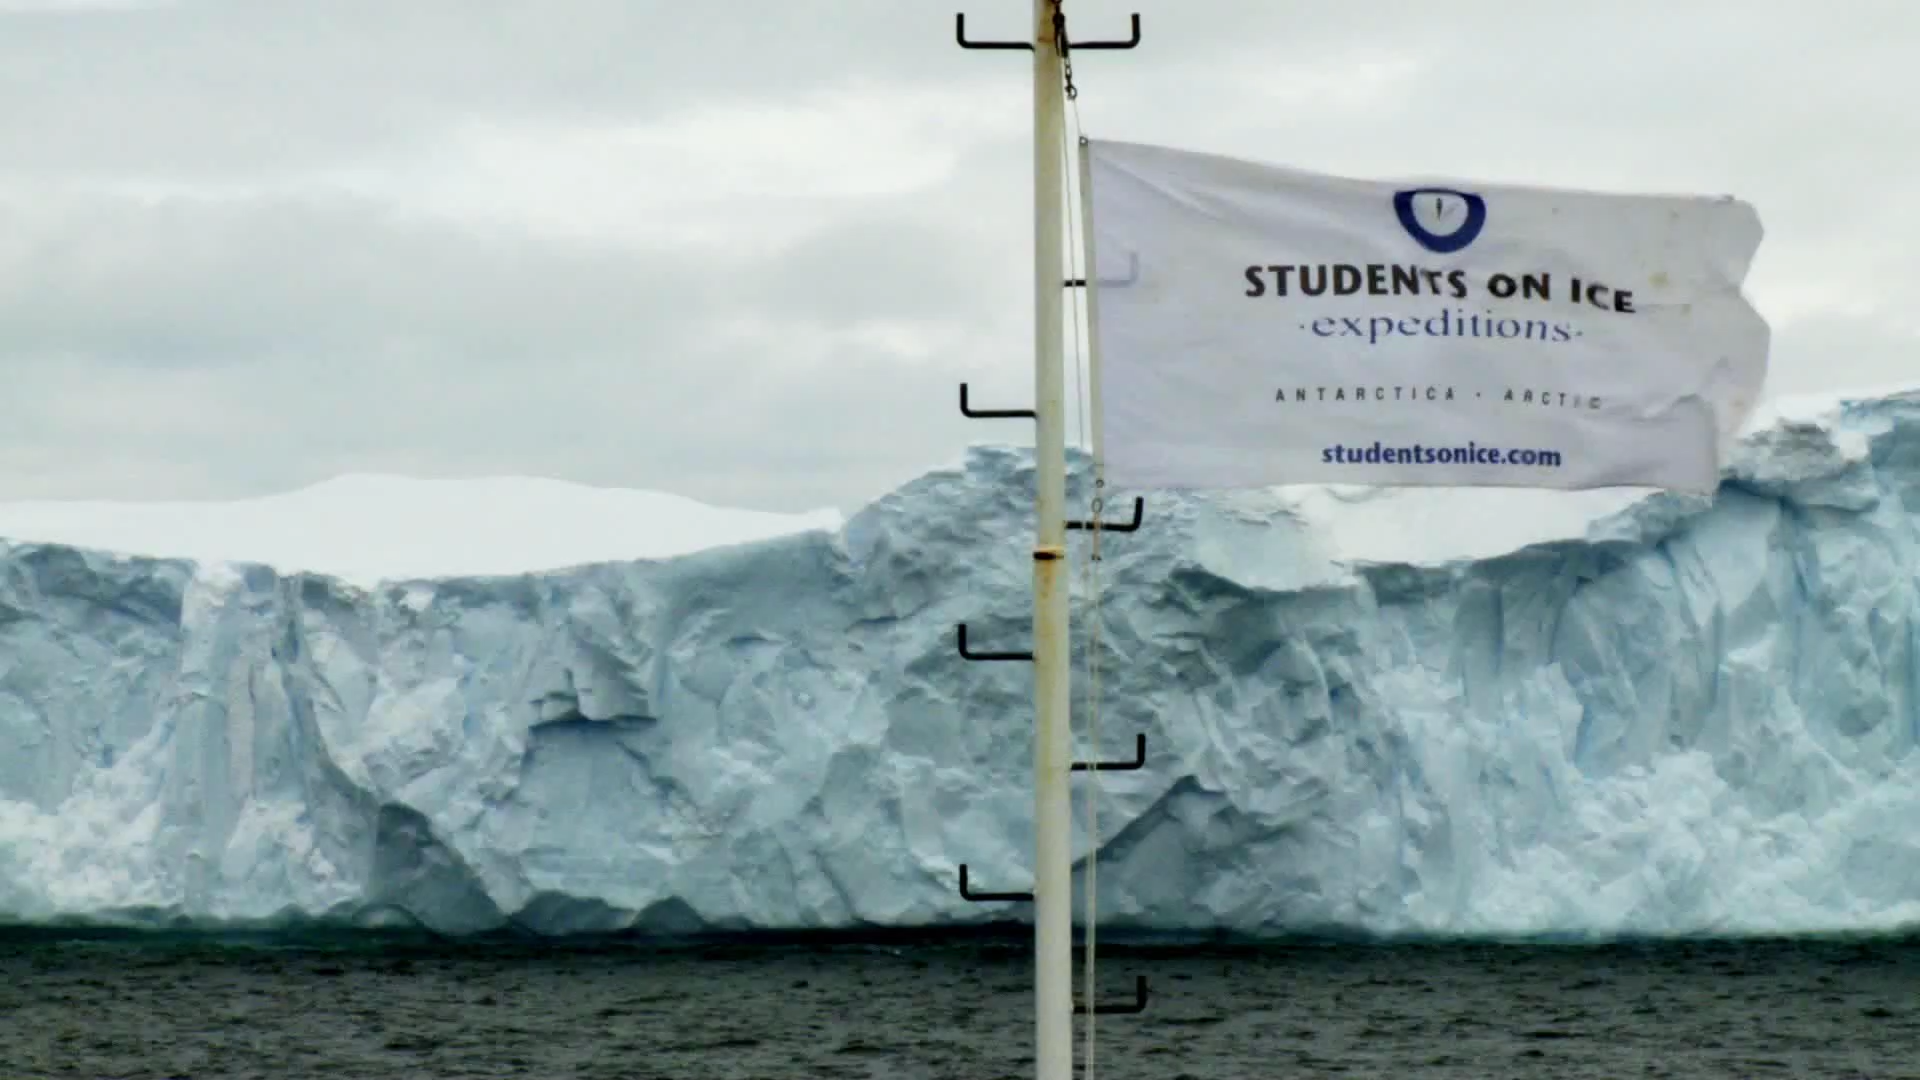 STUDENTS ON ICE
·expeditions·
ANTARCTICA · ARCTIC
studentsonice.com